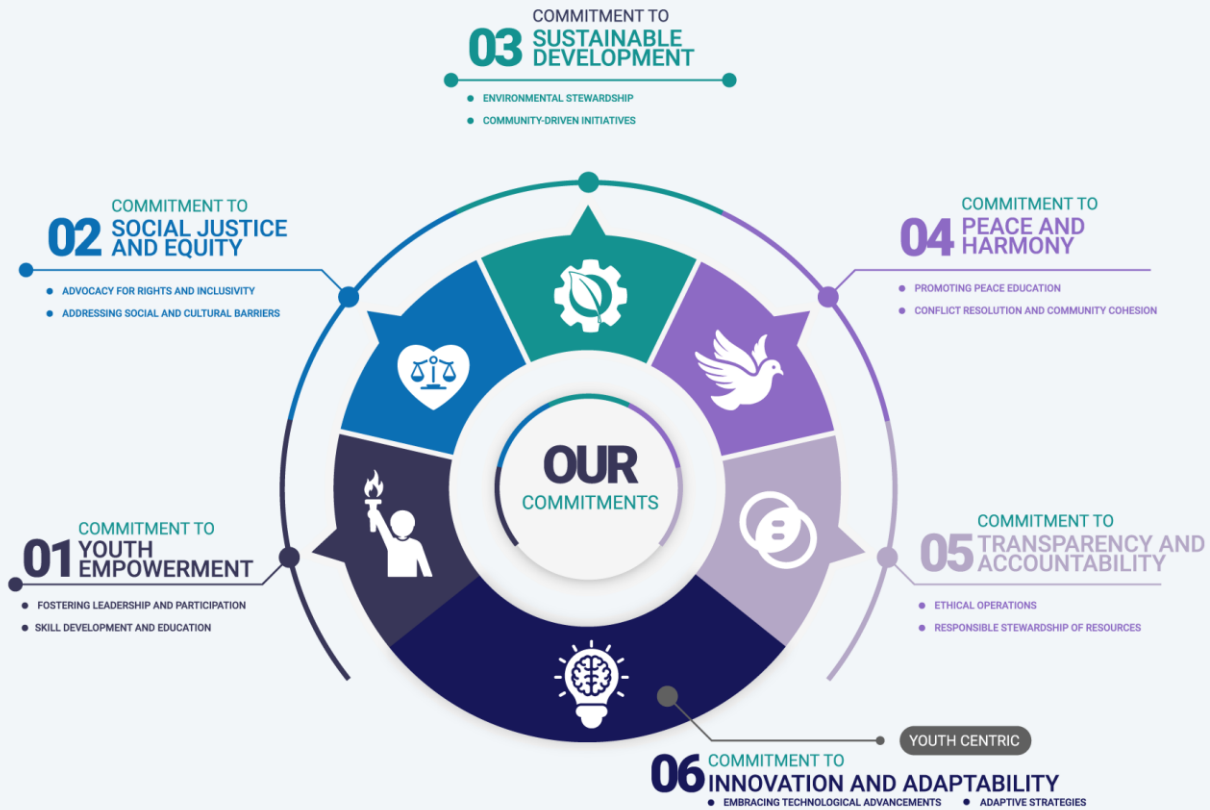 COMMITMENT TO
03 SUSTAINABLE
DEVELOPMENT
ENVIRONMENTAL STEWARDSHIP
COMMUNITY-DRIVEN INITIATIVES
COMMITMENT TO
02 SOCIAL JUSTICE
AND EQUITY
ADVOCACY FOR RIGHTS AND INCLUSIVITY
ADDRESSING SOCIAL AND CULTURAL BARRIERS
COMMITMENT TO
04 PEACE AND
HARMONY
PROMOTING PEACE EDUCATION
CONFLICT RESOLUTION AND COMMUNITY COHESION
OUR
COMMITMENTS
COMMITMENT TO
01 YOUTH
EMPOWERMENT
FOSTERING LEADERSHIP AND PARTICIPATION
SKILL DEVELOPMENT AND EDUCATION
COMMITMENT TO
05 TRANSPARENCY AND
ACCOUNTABILITY
ETHICAL OPERATIONS
RESPONSIBLE STEWARDSHIP OF RESOURCES
YOUTH CENTRIC
COMMITMENT TO
06 INNOVATION AND ADAPTABILITY
EMBRACING TECHNOLOGICAL ADVANCEMENTS
ADAPTIVE STRATEGIES